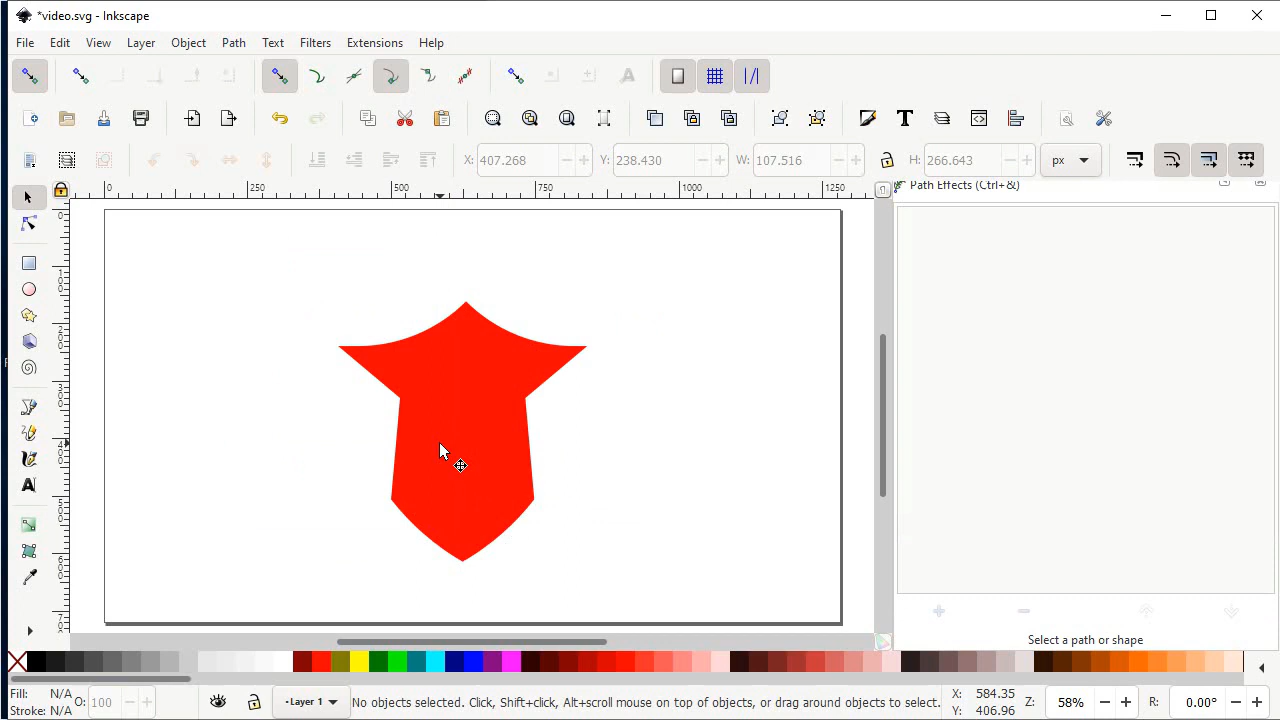 *video.svg - Inkscape
File Edit View Layer Object Path Text Filters Extensions Help
X: 407.265 Y: 238.457 W: 107.516 H: 266.643 px
0 250 500 750 1000 1250
Path Effects (Ctrl+&)
Select a path or shape
Fill: N/A O: 100 Layer 1 No objects selected. Click, Shift+click, Alt+scroll mouse on top of objects, or drag around objects to select. X: 584.35 Z: 58% R: 0.00°
Stroke: N/A Y: 406.96